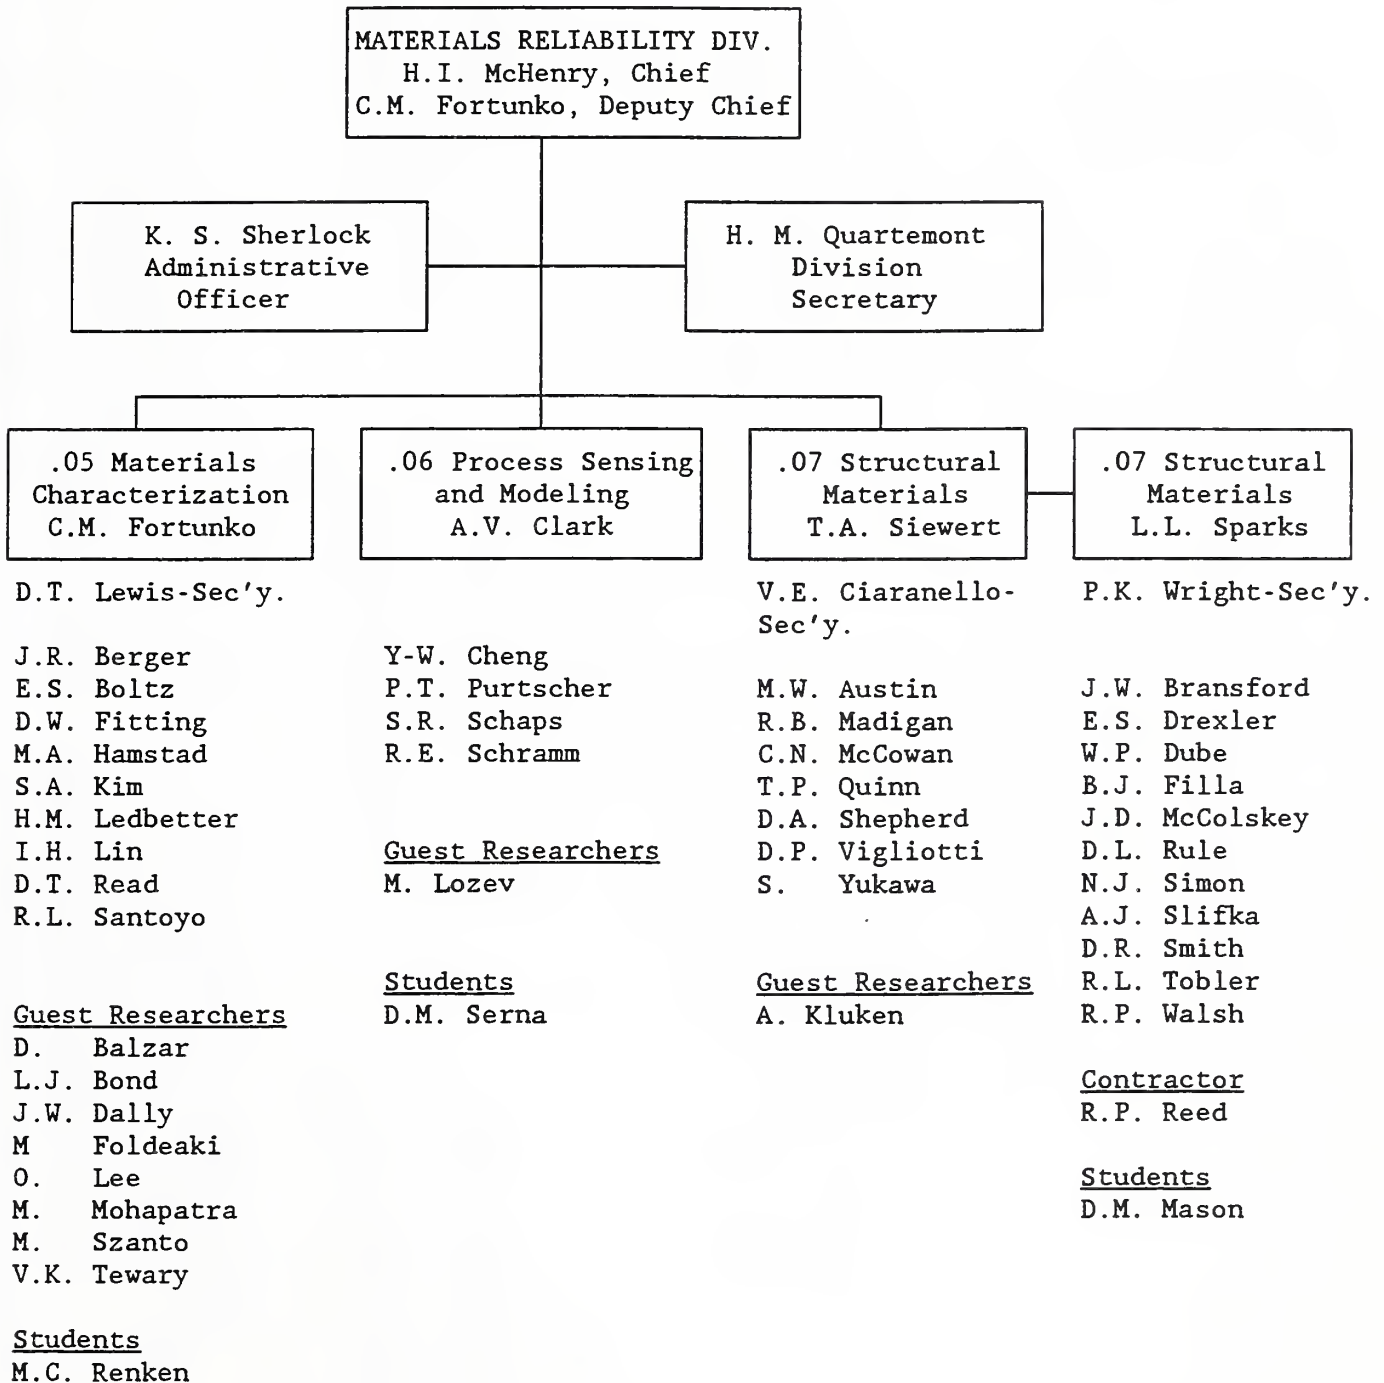 MATERIALS RELIABILITY DIV.
H.I. McHenry, Chief
C.M. Fortunko, Deputy Chief
K. S. Sherlock
Administrative
Officer
H. M. Quartemont
Division
Secretary
.05 Materials
Characterization
C.M. Fortunko
D.T. Lewis-Sec'y.
J.R. Berger
E.S. Boltz
D.W. Fitting
M.A. Hamstad
S.A. Kim
H.M. Ledbetter
I.H. Lin
D.T. Read
R.L. Santoyo
Guest Researchers
D. Balzar
L.J. Bond
J.W. Dally
M Foldeaki
O. Lee
M. Mohapatra
M. Szanto
V.K. Tewary
Students
M.C. Renken
.06 Process Sensing
and Modeling
A.V. Clark
Y-W. Cheng
P.T. Purtscher
S.R. Schaps
R.E. Schramm
Guest Researchers
M. Lozev
Students
D.M. Serna
.07 Structural
Materials
T.A. Siewert
V.E. Ciaranello-
Sec'y.
M.W. Austin
R.B. Madigan
C.N. McCowan
T.P. Quinn
D.A. Shepherd
D.P. Vigliotti
S. Yukawa
Guest Researchers
A. Kluken
.07 Structural
Materials
L.L. Sparks
P.K. Wright-Sec'y.
J.W. Bransford
E.S. Drexler
W.P. Dube
B.J. Filla
J.D. McColskey
D.L. Rule
N.J. Simon
A.J. Slifka
D.R. Smith
R.L. Tobler
R.P. Walsh
Contractor
R.P. Reed
Students
D.M. Mason